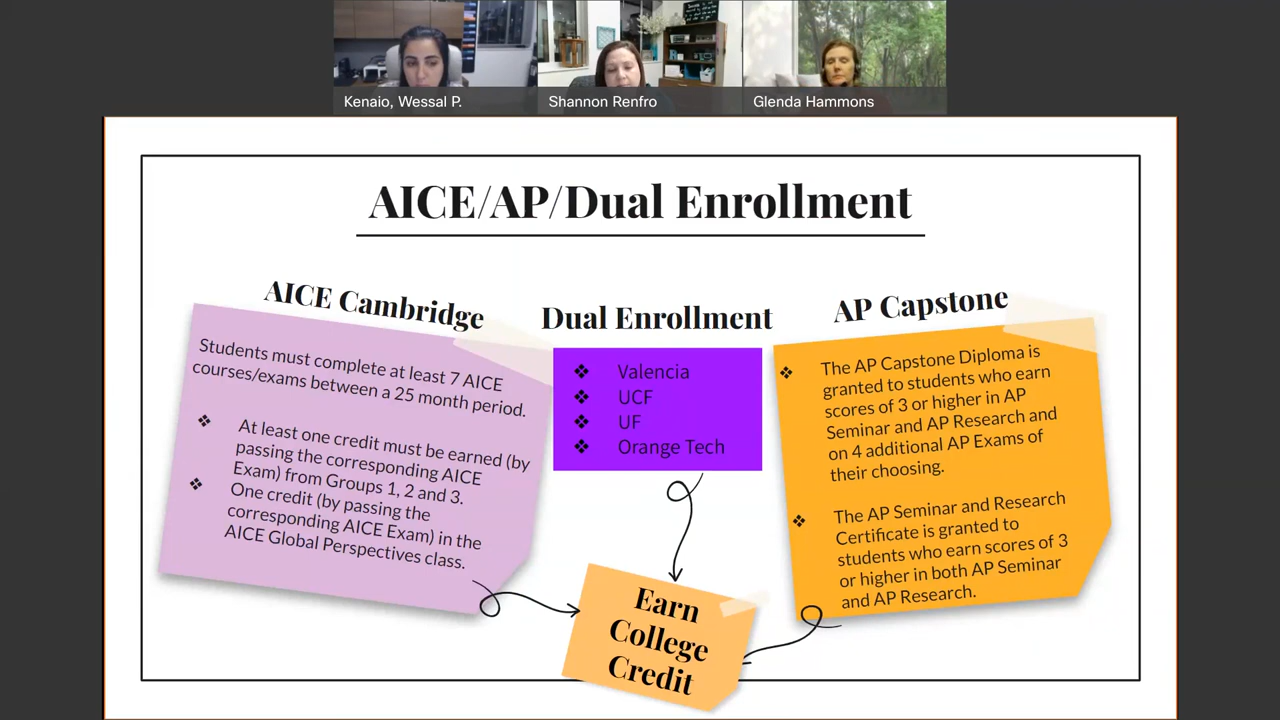 Kenaio, Wessal P.
Shannon Renfro
Glenda Hammons
AICE/AP/Dual Enrollment
AICE Cambridge
Students must complete at least 7 AICE
courses/exams between a 25 month period.
❖ At least one credit must be earned (by
passing the corresponding AICE
Exam) from Groups 1, 2 and 3.
❖ One credit (by passing the
corresponding AICE Exam) in the
AICE Global Perspectives class.
Dual Enrollment
❖ Valencia
❖ UCF
❖ UF
❖ Orange Tech
AP Capstone
❖ The AP Capstone Diploma is
granted to students who earn
scores of 3 or higher in AP
Seminar and AP Research and
on 4 additional AP Exams of
their choosing.
❖ The AP Seminar and Research
Certificate is granted to
students who earn scores of 3
or higher in both AP Seminar
and AP Research.
Earn
College
Credit